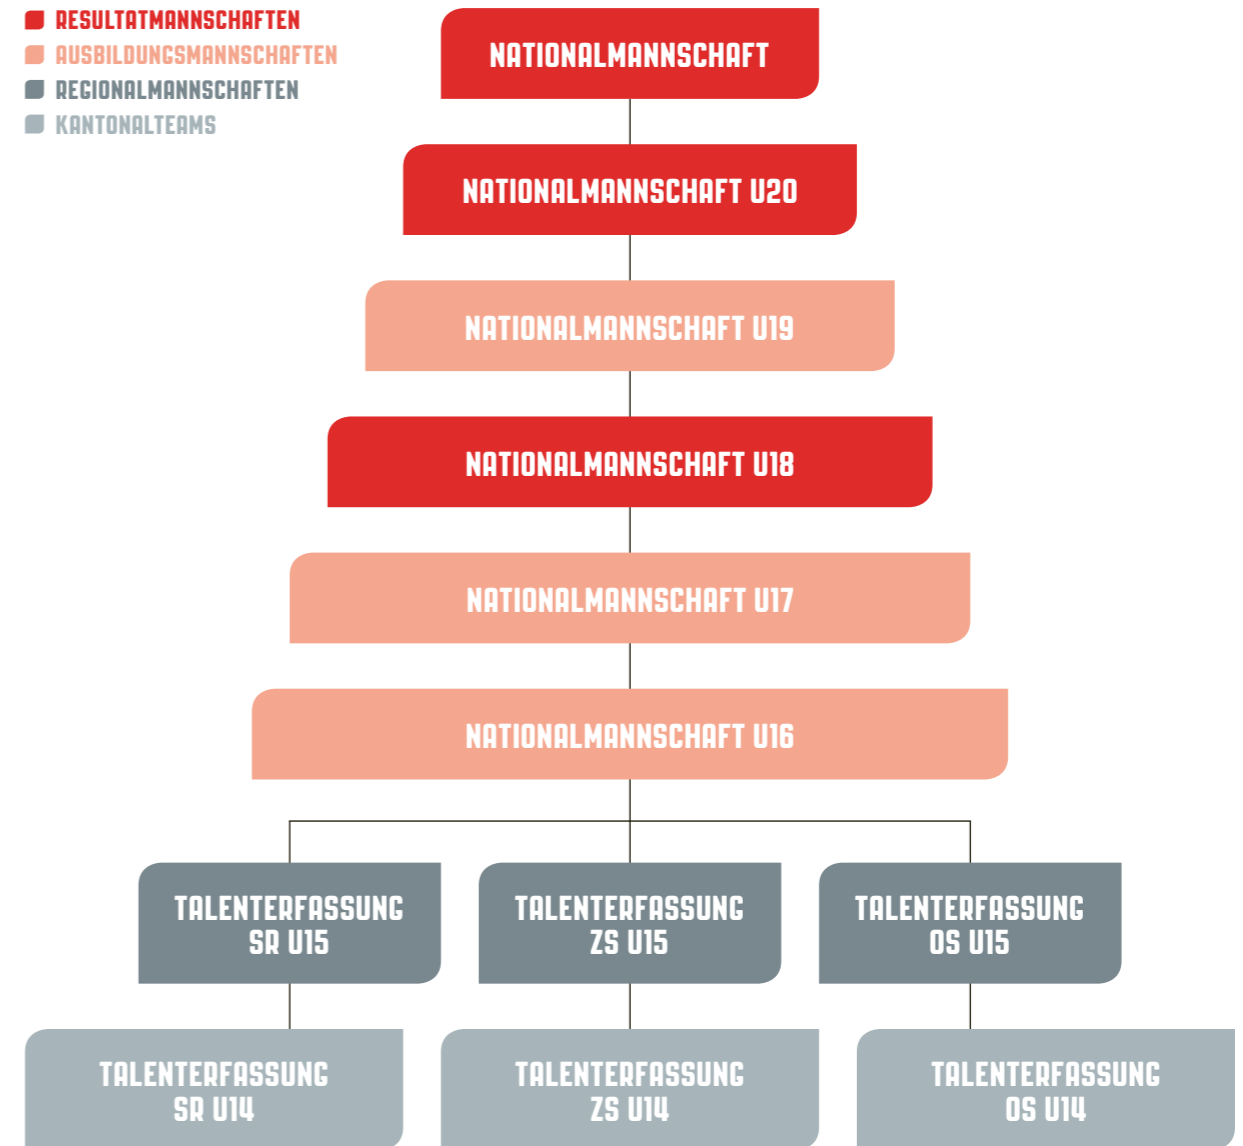 RESULTATMANNSCHAFTEN
AUSBILDUNGSMANNSCHAFTEN
REGIONALMANNSCHAFTEN
KANTONALTEAMS
NATIONALMANNSCHAFT
NATIONALMANNSCHAFT U20
NATIONALMANNSCHAFT U19
NATIONALMANNSCHAFT U18
NATIONALMANNSCHAFT U17
NATIONALMANNSCHAFT U16
TALENTERFASSUNG
SR U15
TALENTERFASSUNG
ZS U15
TALENTERFASSUNG
OS U15
TALENTERFASSUNG
SR U14
TALENTERFASSUNG
ZS U14
TALENTERFASSUNG
OS U14